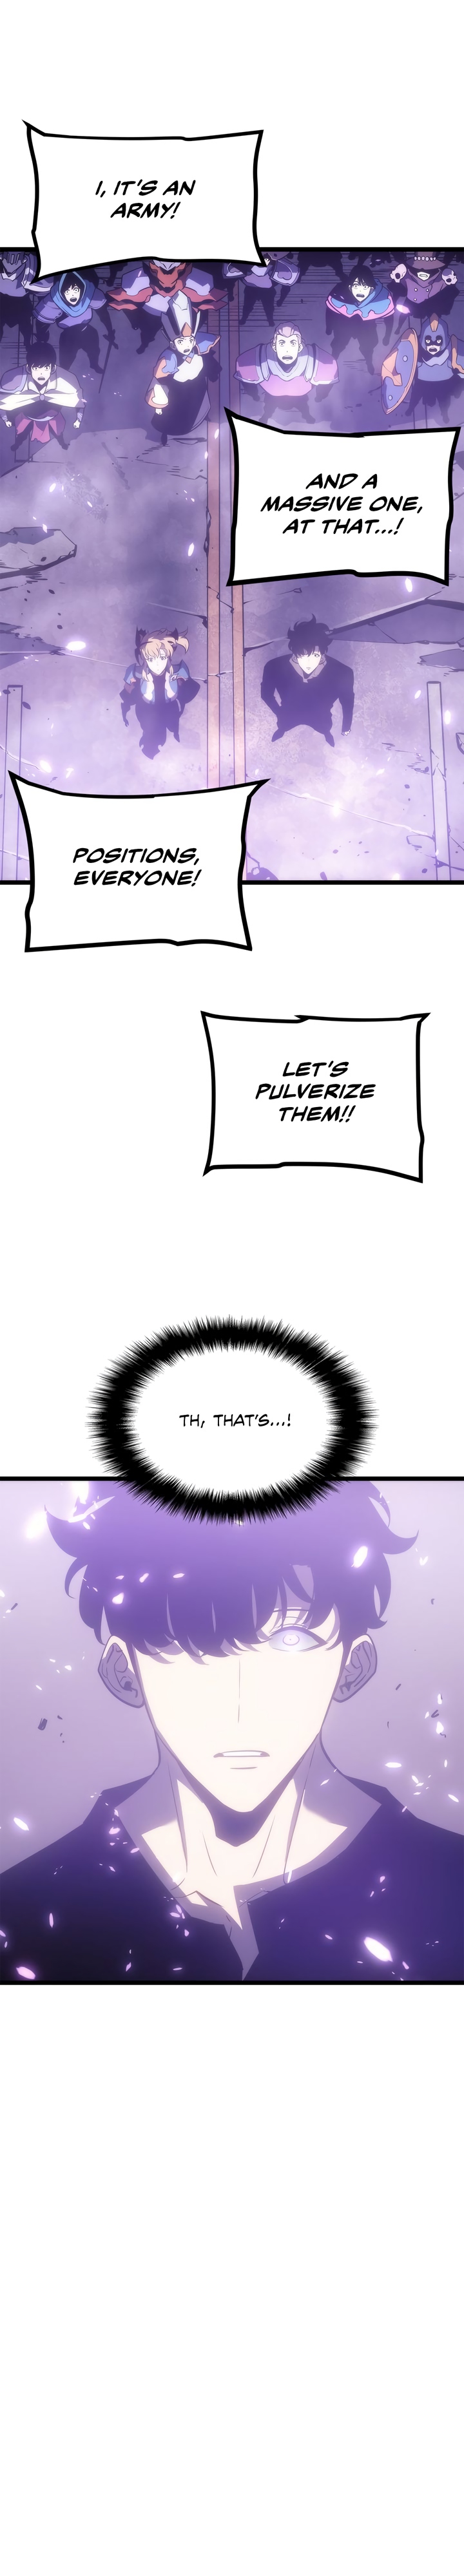 I, IT'S AN
ARMY!
AND A
MASSIVE ONE,
AT THAT...!
POSITIONS,
EVERYONE!
LET'S
PULVERIZE
THEM!!
TH, THAT'S...!